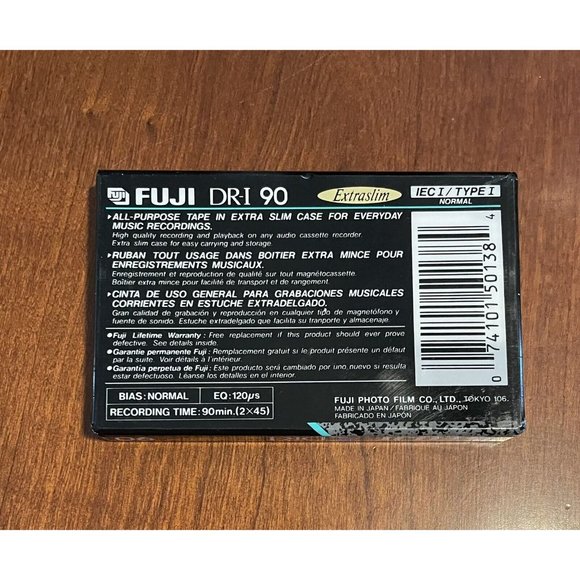 FUJI FUJI DR-I 90 Extraslim IEC I / TYPE I
NORMAL
ALL-PURPOSE TAPE IN EXTRA SLIM CASE FOR EVERYDAY
MUSIC RECORDINGS.
High quality recording and playback on any audio cassette recorder.
Extra slim case for easy carrying and storage.
RUBAN TOUT USAGE DANS BOITIER EXTRA MINCE POUR
ENREGISTREMENTS MUSICAUX.
Enregistrement et reproduction de qualité sur tout magnétocassette.
Boîtier extra mince pour facilité de transport et de rangement.
CINTA DE USO GENERAL PARA GRABACIONES MUSICALES
CORRIENTES EN ESTUCHE EXTRADELGADO.
Gran calidad de grabación y reproducción en cualquier tipo de magnetófono y
fuente de sonido. Estuche extradelgado que facilita su transporte y almacenaje.
●Fuji Lifetime Warranty: Free replacement if this product should ever prove
defective. See details inside.
●Garantie permanente Fuji: Remplacement gratuit si le produit présente un défaut
par la suite. Voir détails à l'intérieur.
●Garantía perpetua de Fuji: Este producto será cambiado por uno nuevo si resulta
estar defectuoso. Léanse los detalles en el interior.
BIAS: NORMAL EQ: 120μs
RECORDING TIME: 90min. (2×45)
FUJI PHOTO FILM CO., LTD., TOKYO 106.
MADE IN JAPAN / FABRIQUE AU JAPON
FABRICADO EN JAPÓN
0 74101 50138 4